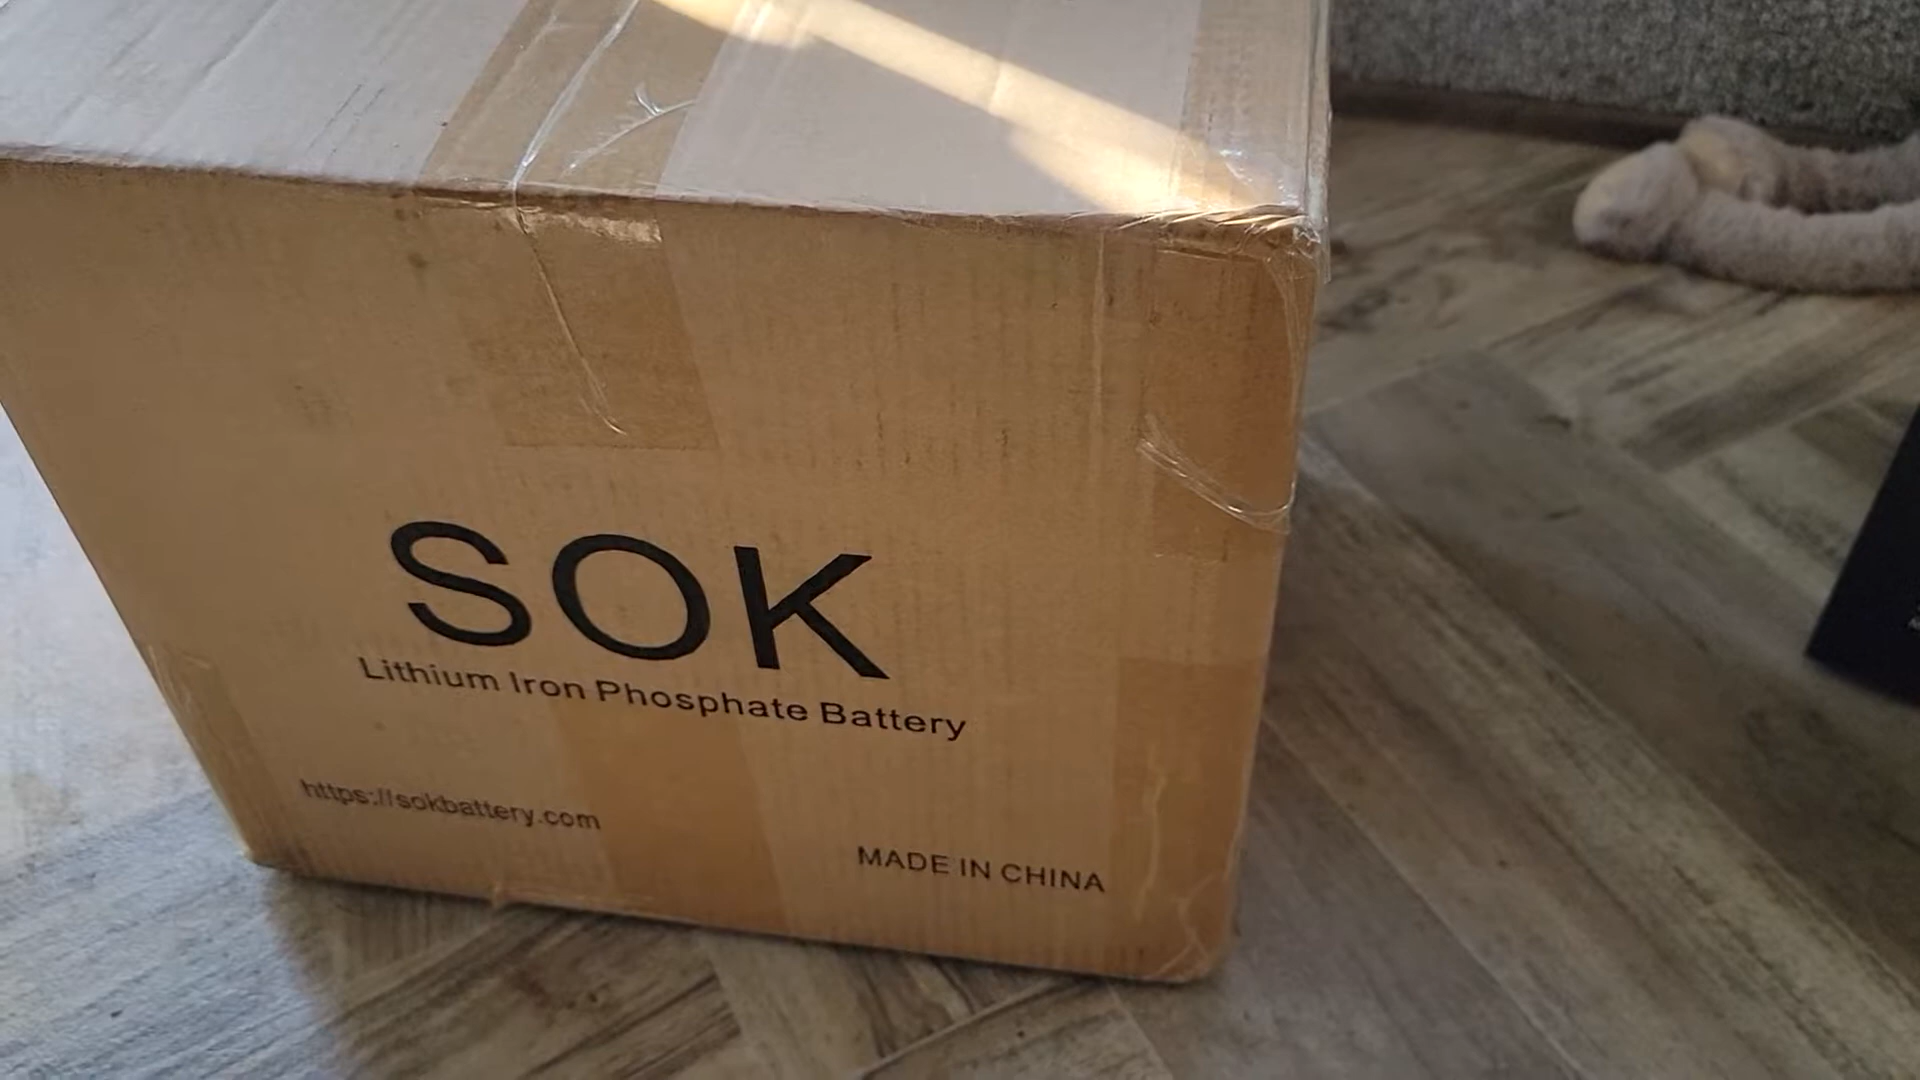 SOK
Lithium Iron Phosphate Battery
https://sokbattery.com
MADE IN CHINA